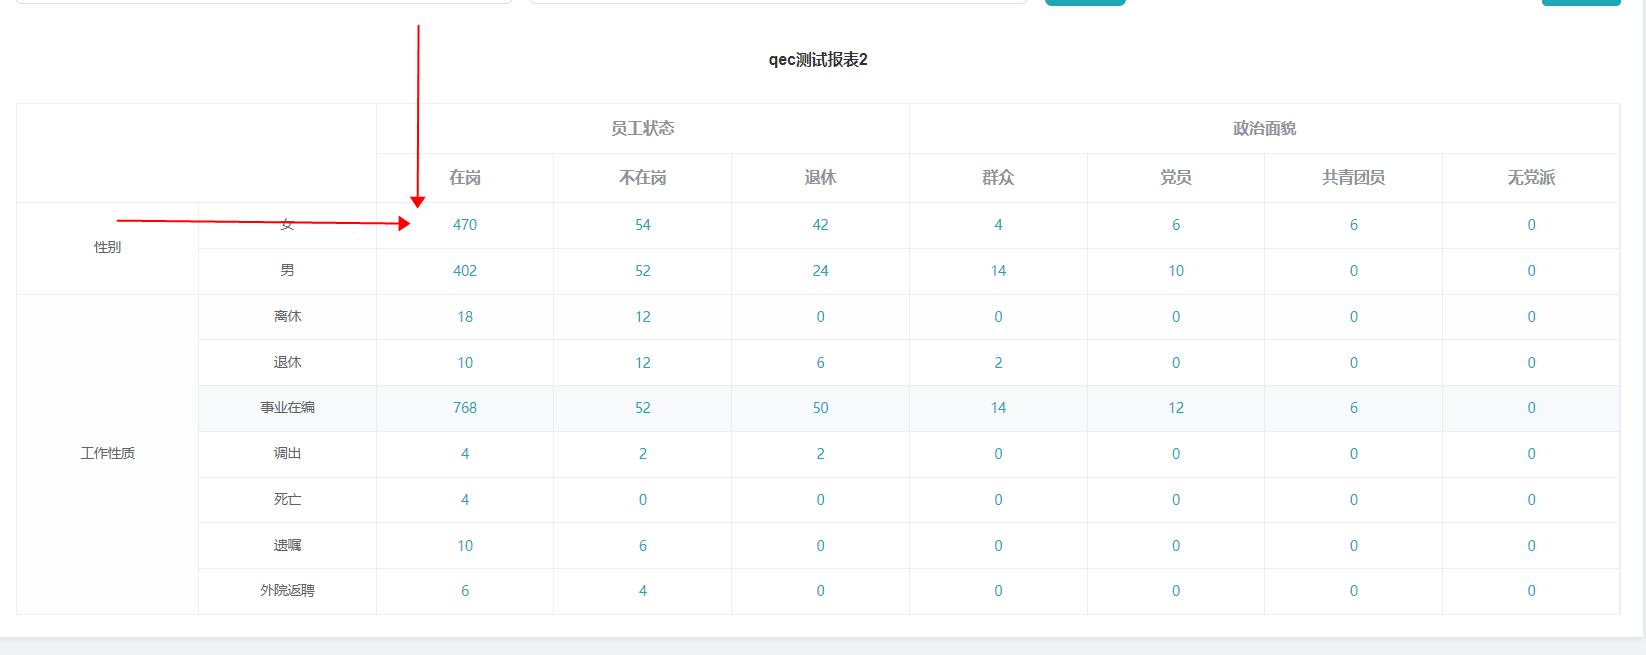 qec测试报表2
员工状态 政治面貌
在岗 不在岗 退休 群众 党员 共青团员 无党派
性别 女 470 54 42 4 6 6 0
男 402 52 24 14 10 0 0
工作性质 离休 18 12 0 0 0 0 0
退休 10 12 6 2 0 0 0
事业在编 768 52 50 14 12 6 0
调出 4 2 2 0 0 0 0
死亡 4 0 0 0 0 0 0
遗嘱 10 6 0 0 0 0 0
外院返聘 6 4 0 0 0 0 0